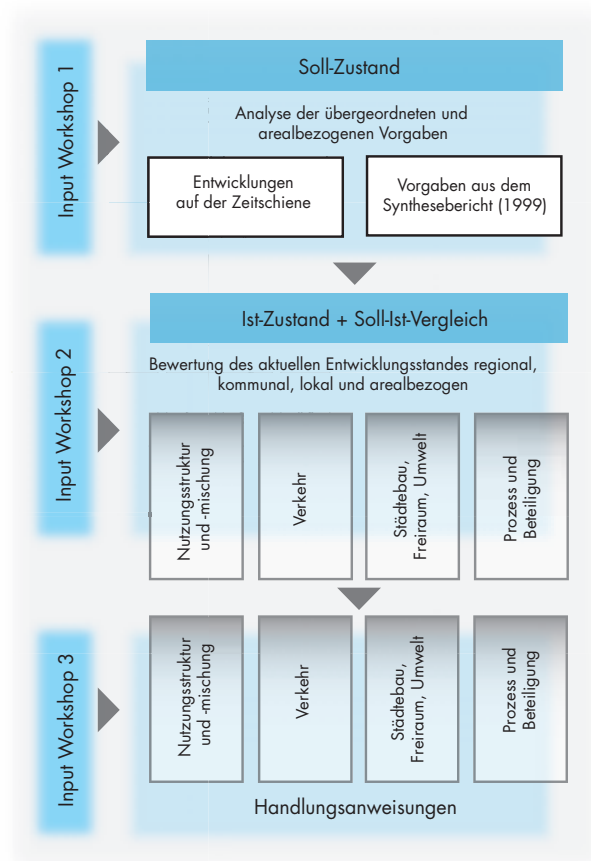 Input Workshop 1
Soll-Zustand
Analyse der übergeordneten und
arealbezogenen Vorgaben
Entwicklungen
auf der Zeitschiene
Vorgaben aus dem
Synthesebericht (1999)
Input Workshop 2
Ist-Zustand + Soll-Ist-Vergleich
Bewertung des aktuellen Entwicklungsstandes regional,
kommunal, lokal und arealbezogen
Nutzungsstruktur
und -mischung
Verkehr
Städtebau,
Freiraum, Umwelt
Prozess und
Beteiligung
Input Workshop 3
Nutzungsstruktur
und -mischung
Verkehr
Städtebau,
Freiraum, Umwelt
Prozess und
Beteiligung
Handlungsanweisungen